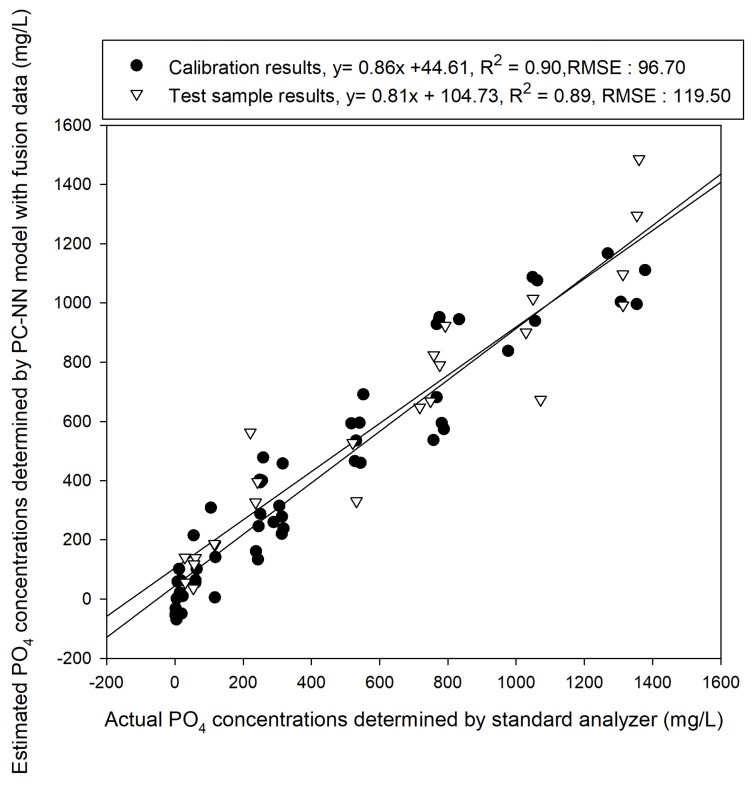 Calibration results, y= 0.86x +44.61, R² = 0.90,RMSE : 96.70
Test sample results, y= 0.81x + 104.73, R² = 0.89, RMSE : 119.50
Estimated PO₄ concentrations determined by PC-NN model with fusion data (mg/L)
1600
1400
1200
1000
800
600
400
200
0
-200
-200 0 200 400 600 800 1000 1200 1400 1600
Actual PO₄ concentrations determined by standard analyzer (mg/L)